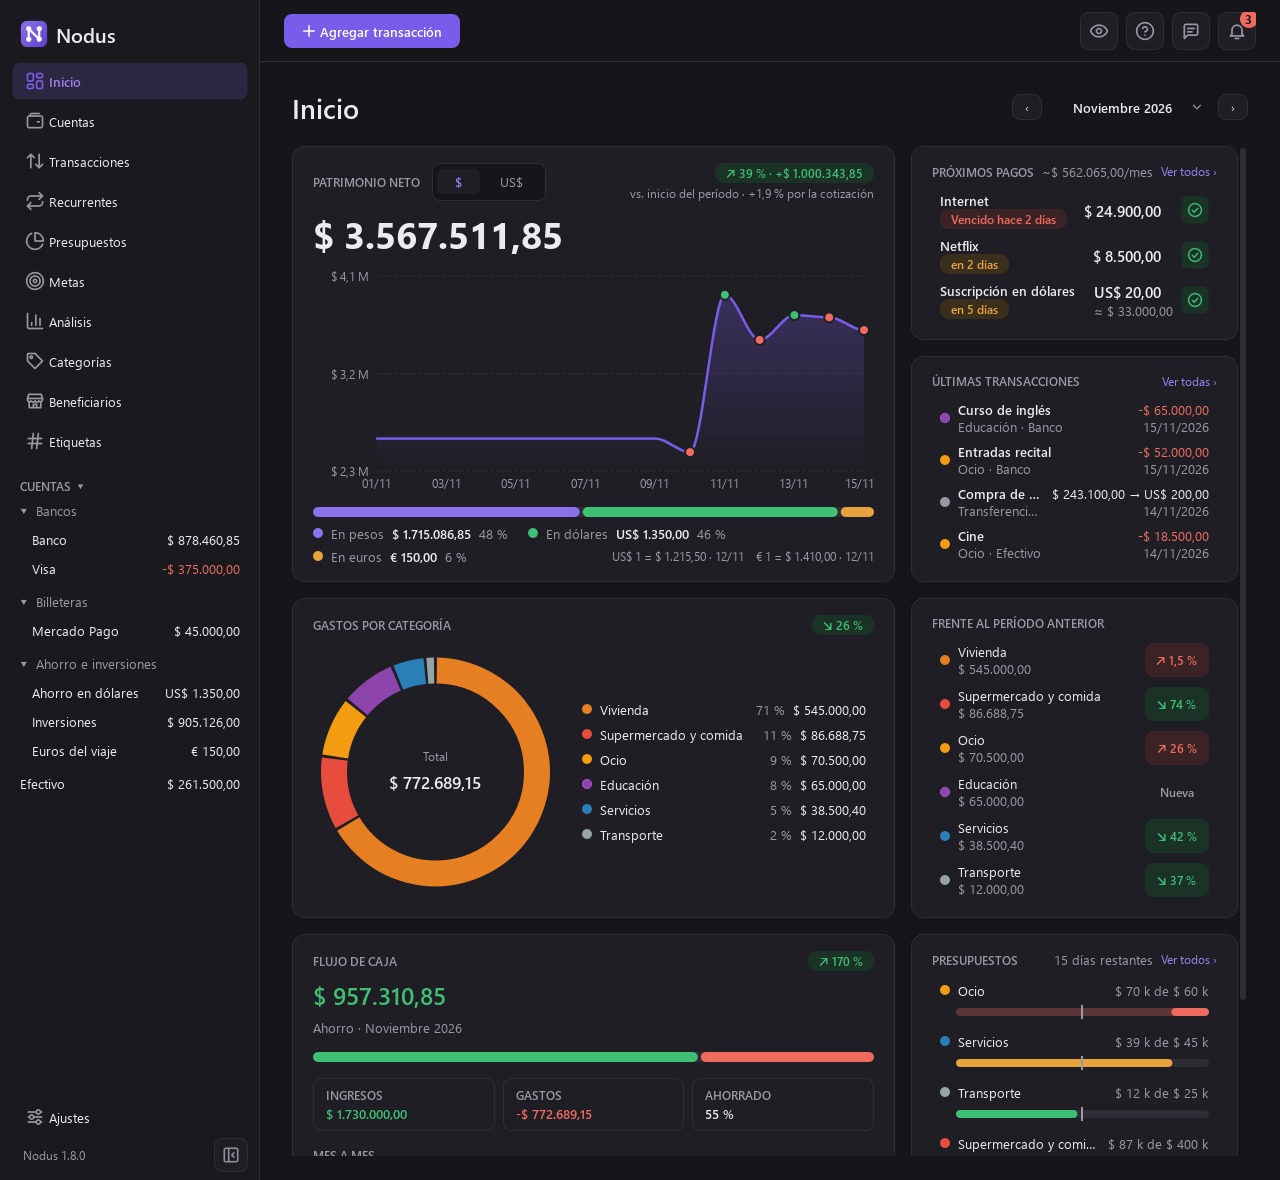 Nodus
Inicio
Cuentas
Transacciones
Recurrentes
Presupuestos
Metas
Análisis
Categorías
Beneficiarios
Etiquetas
CUENTAS
Bancos
Banco $ 878.460,85
Visa -$ 375.000,00
Billeteras
Mercado Pago $ 45.000,00
Ahorro e inversiones
Ahorro en dólares US$ 1.350,00
Inversiones $ 905.126,00
Euros del viaje € 150,00
Efectivo $ 261.500,00
Ajustes
Nodus 1.8.0
+ Agregar transacción
3
Inicio
‹ Noviembre 2026 ›
PATRIMONIO NETO $ US$
↗ 39 % · +$ 1.000.343,85
vs. inicio del período · +1,9 % por la cotización
$ 3.567.511,85
$ 4,1 M
$ 3,2 M
$ 2,3 M
01/11 03/11 05/11 07/11 09/11 11/11 13/11 15/11
En pesos $ 1.715.086,85 48 % En dólares US$ 1.350,00 46 %
En euros € 150,00 6 % US$ 1 = $ 1.215,50 · 12/11 € 1 = $ 1.410,00 · 12/11
PRÓXIMOS PAGOS ~$ 562.065,00/mes Ver todos ›
Internet
Vencido hace 2 días
$ 24.900,00
Netflix
en 2 días
$ 8.500,00
Suscripción en dólares
en 5 días
US$ 20,00
≈ $ 33.000,00
ÚLTIMAS TRANSACCIONES Ver todas ›
Curso de inglés -$ 65.000,00
Educación · Banco 15/11/2026
Entradas recital -$ 52.000,00
Ocio · Banco 15/11/2026
Compra de ... $ 243.100,00 → US$ 200,00
Transferenci... 14/11/2026
Cine -$ 18.500,00
Ocio · Efectivo 14/11/2026
GASTOS POR CATEGORÍA ↘ 26 %
Total
$ 772.689,15
Vivienda 71 % $ 545.000,00
Supermercado y comida 11 % $ 86.688,75
Ocio 9 % $ 70.500,00
Educación 8 % $ 65.000,00
Servicios 5 % $ 38.500,40
Transporte 2 % $ 12.000,00
FRENTE AL PERÍODO ANTERIOR
Vivienda
$ 545.000,00
↗ 1,5 %
Supermercado y comida
$ 86.688,75
↘ 74 %
Ocio
$ 70.500,00
↗ 26 %
Educación
$ 65.000,00
Nueva
Servicios
$ 38.500,40
↘ 42 %
Transporte
$ 12.000,00
↘ 37 %
FLUJO DE CAJA ↗ 170 %
$ 957.310,85
Ahorro · Noviembre 2026
INGRESOS
$ 1.730.000,00
GASTOS
-$ 772.689,15
AHORRADO
55 %
MES A MES
PRESUPUESTOS 15 días restantes Ver todos ›
Ocio $ 70 k de $ 60 k
Servicios $ 39 k de $ 45 k
Transporte $ 12 k de $ 25 k
Supermercado y comi... $ 87 k de $ 400 k